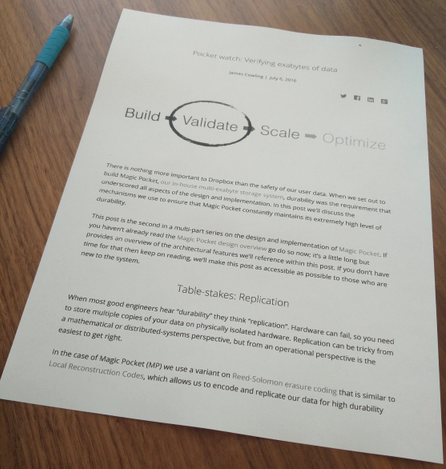 Pocket watch: Verifying exabytes of data
James Cowling | July 6, 2016
Build Validate Scale Optimize
There is nothing more important to Dropbox than the safety of our user data. When we set out to
build Magic Pocket, our in-house multi-exabyte storage system, durability was the requirement that
underscored all aspects of the design and implementation. In this post we'll discuss the
mechanisms we use to ensure that Magic Pocket constantly maintains its extremely high level of
durability.
This post is the second in a multi-part series on the design and implementation of Magic Pocket. If
you haven't already read the Magic Pocket design overview go do so now; it's a little long but
provides an overview of the architectural features we'll reference within this post. If you don't have
time for that then keep on reading, we'll make this post as accessible as possible to those who are
new to the system.
Table-stakes: Replication
When most good engineers hear "durability" they think "replication". Hardware can fail, so you need
to store multiple copies of your data on physically isolated hardware. Replication can be tricky from
a mathematical or distributed-systems perspective, but from an operational perspective is the
easiest to get right.
In the case of Magic Pocket (MP) we use a variant on Reed-Solomon erasure coding that is similar to
Local Reconstruction Codes, which allows us to encode and replicate our data for high durability